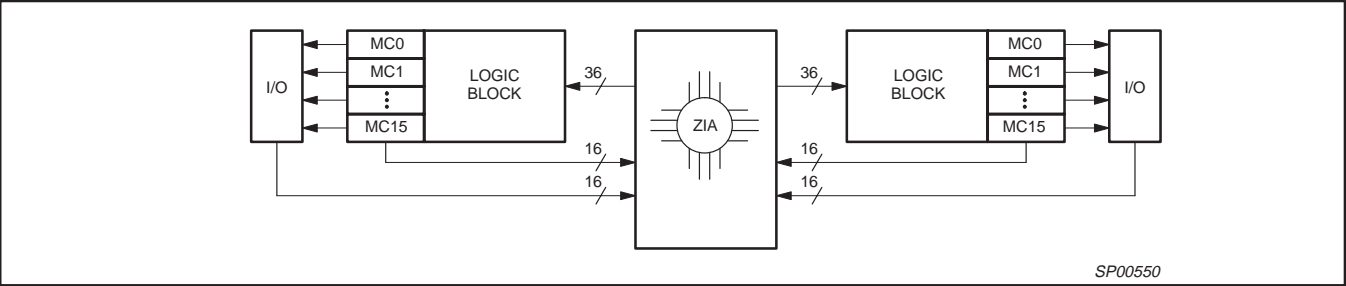 I/O
MC0
MC1
MC15
LOGIC
BLOCK
36
16
16
ZIA
36
16
16
LOGIC
BLOCK
MC0
MC1
MC15
I/O
SP00550